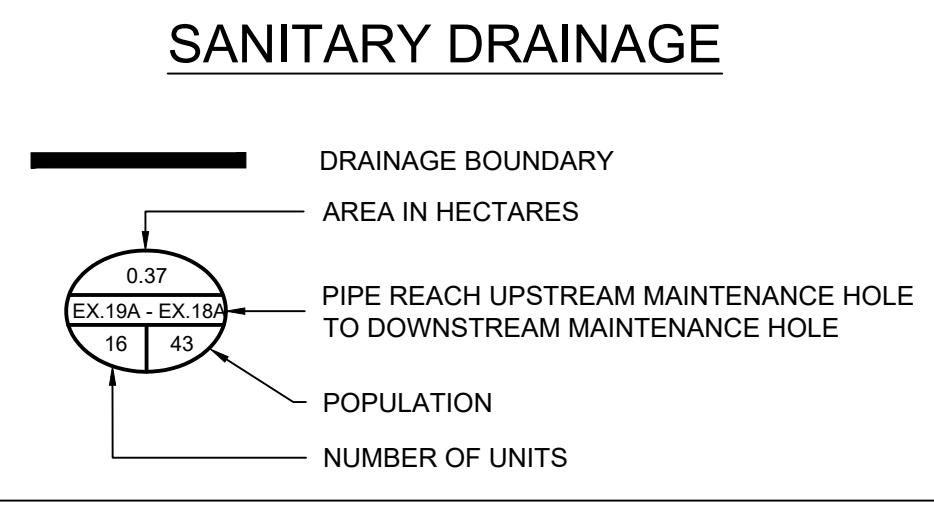 SANITARY DRAINAGE
DRAINAGE BOUNDARY
AREA IN HECTARES
0.37
EX.19A - EX.18A
16 43
PIPE REACH UPSTREAM MAINTENANCE HOLE
TO DOWNSTREAM MAINTENANCE HOLE
POPULATION
NUMBER OF UNITS